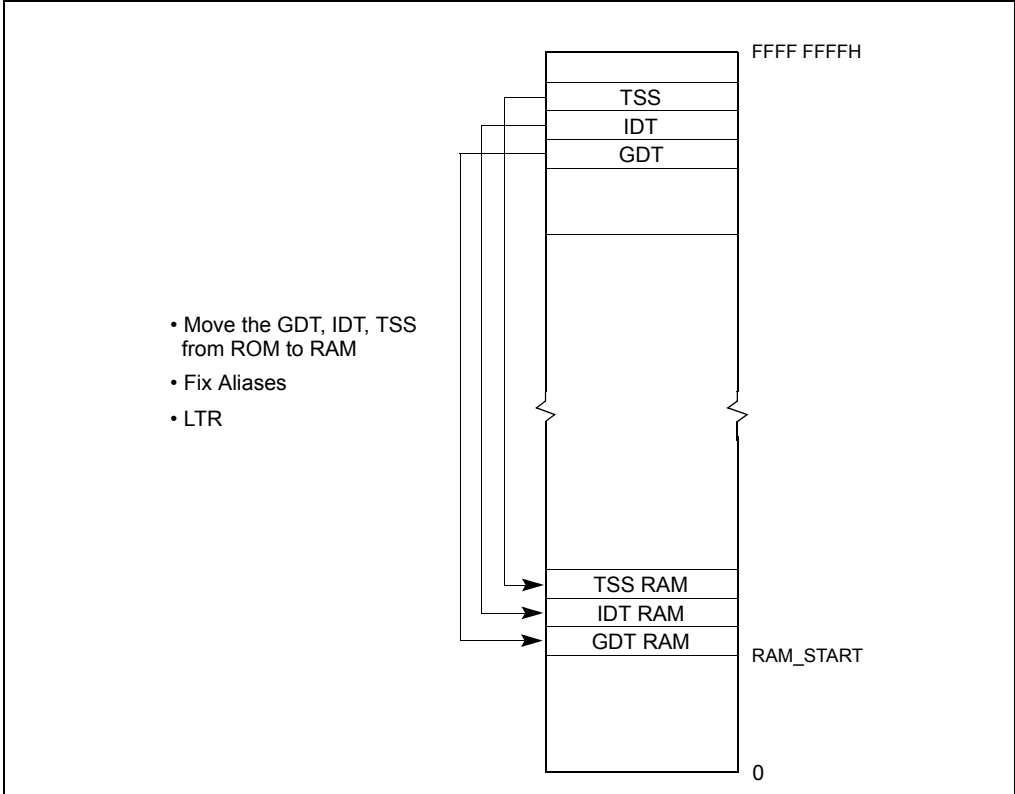 FFFF FFFFH
TSS
IDT
GDT
• Move the GDT, IDT, TSS
from ROM to RAM
• Fix Aliases
• LTR
TSS RAM
IDT RAM
GDT RAM
RAM_START
0